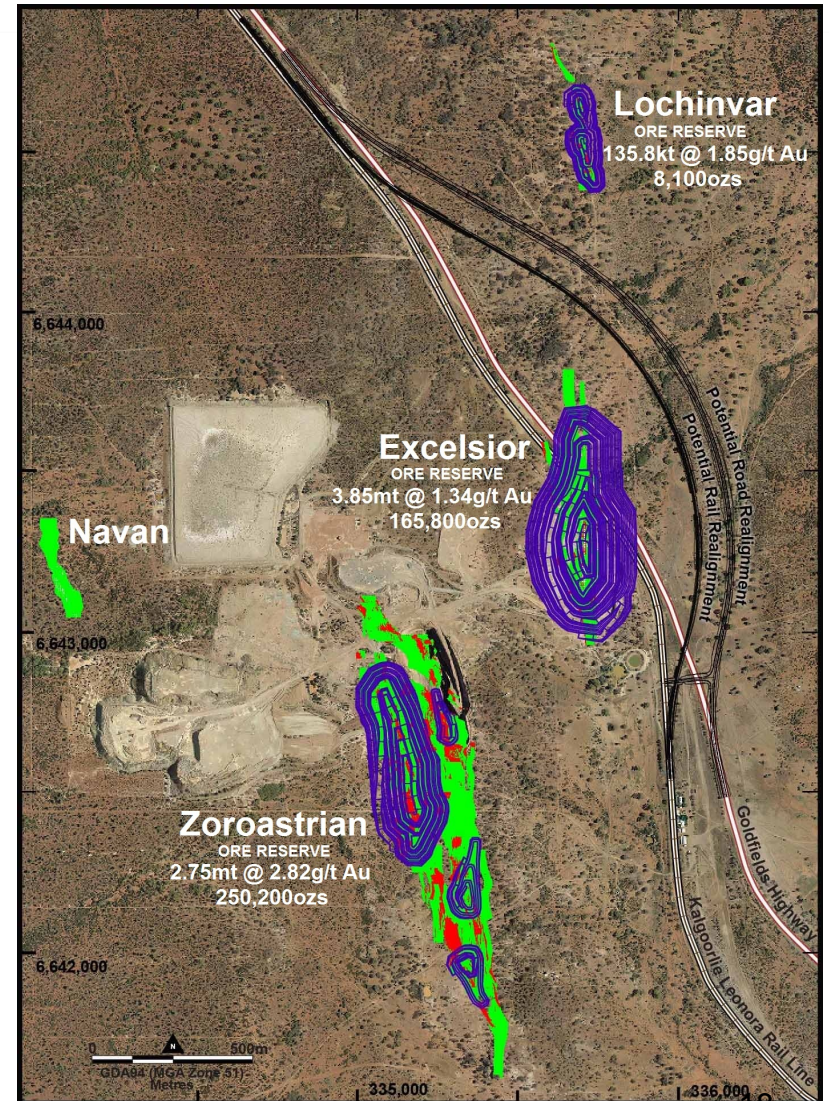 Lochinvar
ORE RESERVE
135.8kt @ 1.85g/t Au
8,100ozs
6,644,000
Potential Road Realignment
Potential Rail Realignment
Excelsior
ORE RESERVE
3.85mt @ 1.34g/t Au
165,800ozs
Navan
6,643,000
Zoroastrian
ORE RESERVE
2.75mt @ 2.82g/t Au
250,200ozs
Goldfields Highway
Kalgoorlie Leonora Rail Line
6,642,000
N
0 500m
GDA94 (MGA Zone 51)
Metres
335,000
336,000